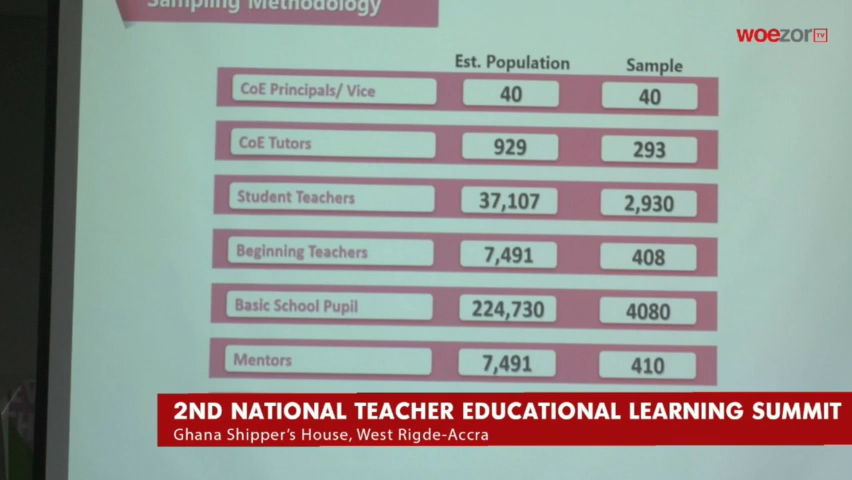 Sampling Methodology
woezor TV
Est. Population Sample
CoE Principals/ Vice 40 40
CoE Tutors 929 293
Student Teachers 37,107 2,930
Beginning Teachers 7,491 408
Basic School Pupil 224,730 4080
Mentors 7,491 410
2ND NATIONAL TEACHER EDUCATIONAL LEARNING SUMMIT
Ghana Shipper's House, West Rigde-Accra